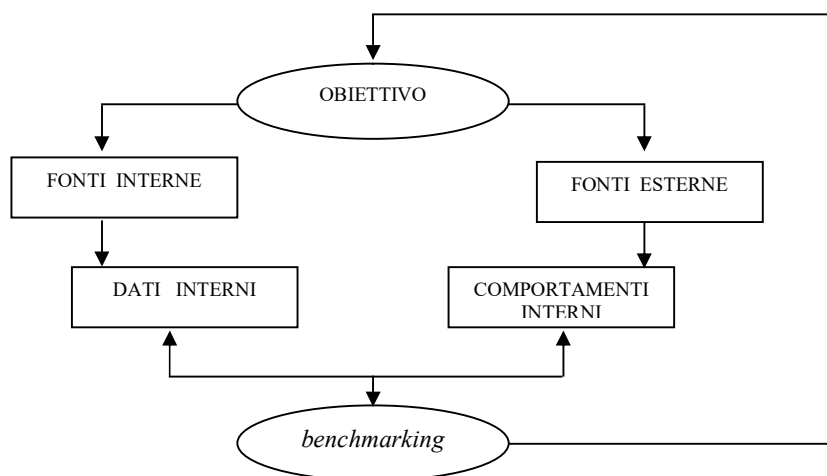 OBIETTIVO
FONTI INTERNE
FONTI ESTERNE
DATI INTERNI
COMPORTAMENTI
INTERNI
benchmarking